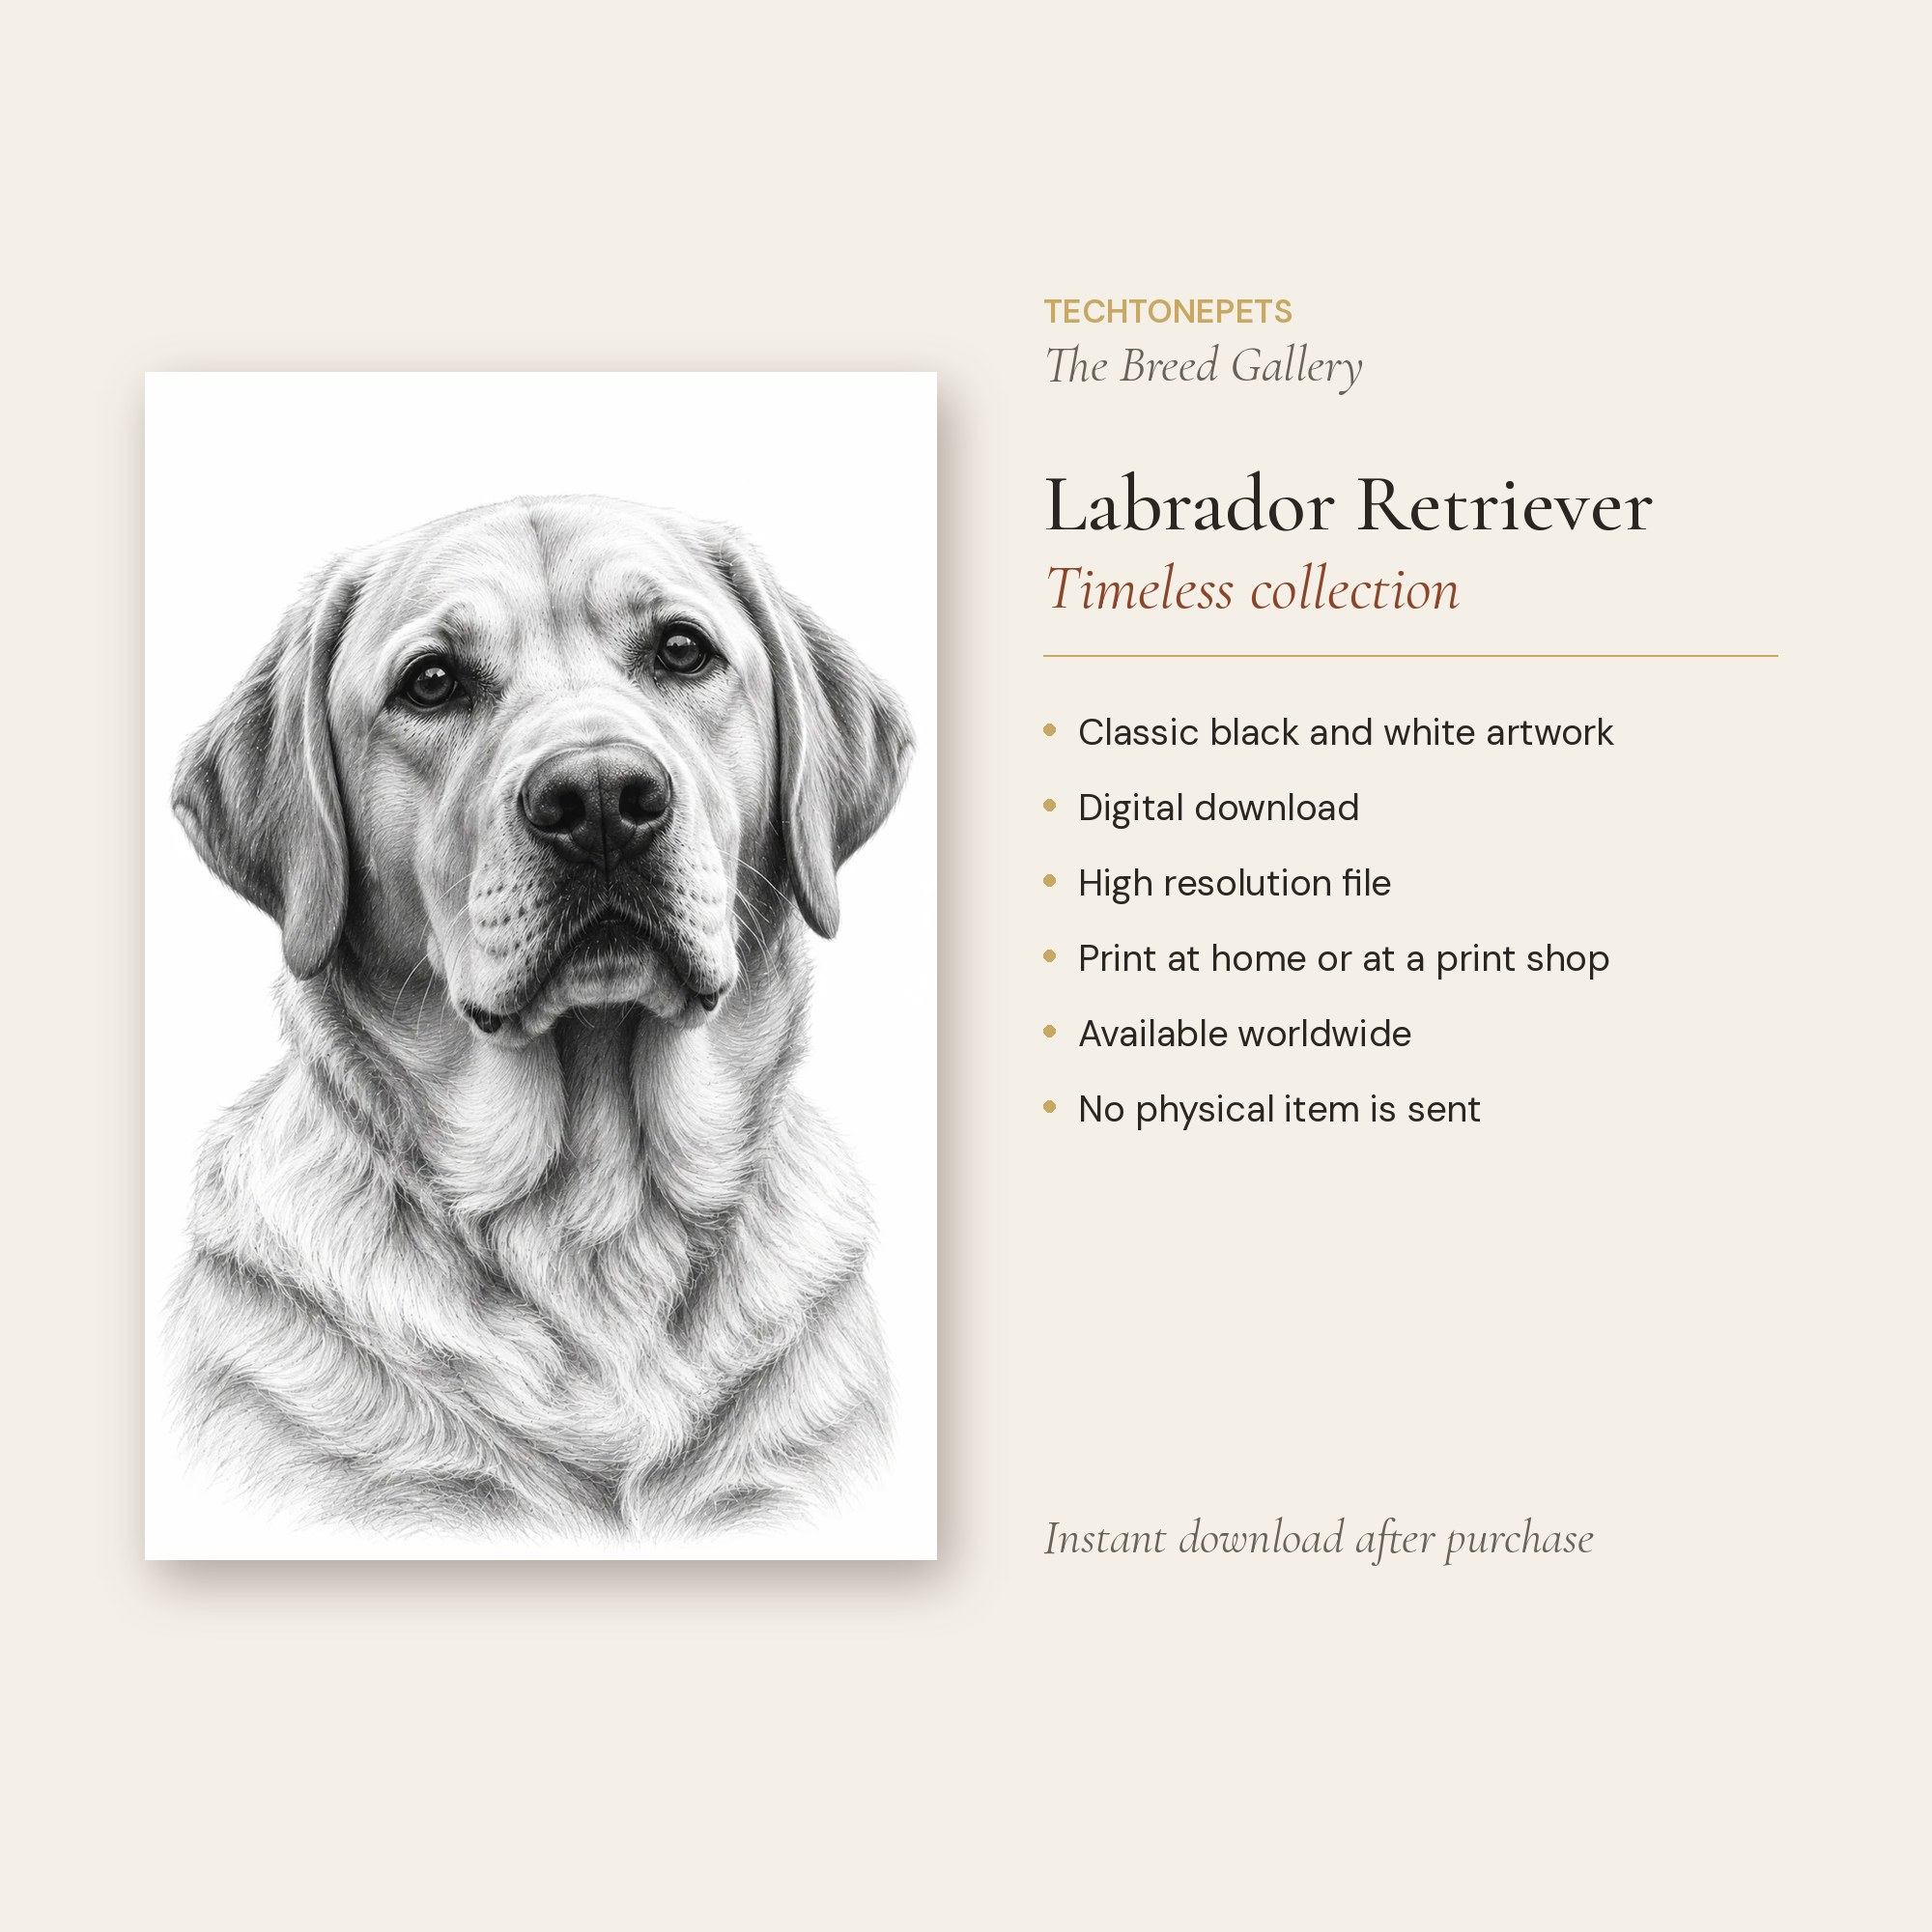 TECHTONEPETS
The Breed Gallery
Labrador Retriever
Timeless collection
Classic black and white artwork
Digital download
High resolution file
Print at home or at a print shop
Available worldwide
No physical item is sent
Instant download after purchase